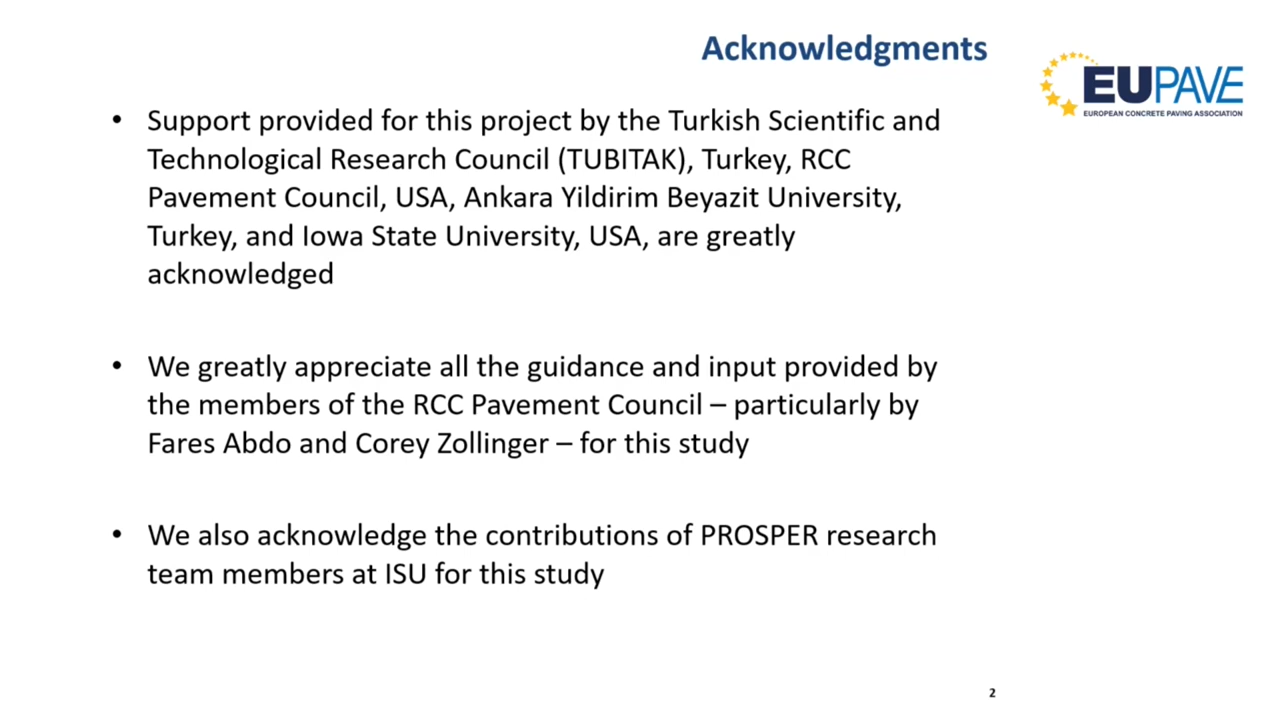 Acknowledgments
EUPAVE
EUROPEAN CONCRETE PAVING ASSOCIATION
• Support provided for this project by the Turkish Scientific and
Technological Research Council (TUBITAK), Turkey, RCC
Pavement Council, USA, Ankara Yildirim Beyazit University,
Turkey, and Iowa State University, USA, are greatly
acknowledged
• We greatly appreciate all the guidance and input provided by
the members of the RCC Pavement Council – particularly by
Fares Abdo and Corey Zollinger – for this study
• We also acknowledge the contributions of PROSPER research
team members at ISU for this study
2